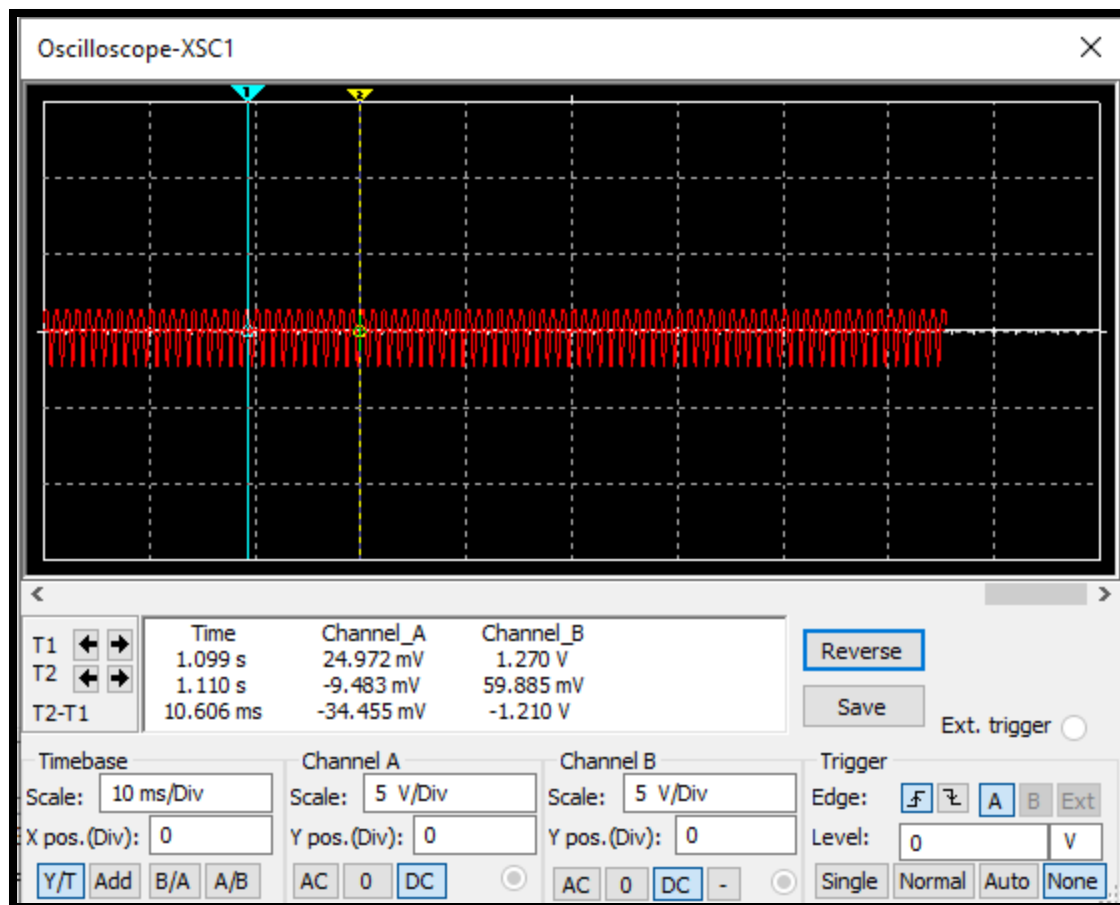 Oscilloscope-XSC1
1 2
Time Channel_A Channel_B
T1 1.099 s 24.972 mV 1.270 V
T2 1.110 s -9.483 mV 59.885 mV
T2-T1 10.606 ms -34.455 mV -1.210 V
Reverse
Save
Ext. trigger
Timebase Channel A Channel B Trigger
Scale: 10 ms/Div Scale: 5 V/Div Scale: 5 V/Div Edge: A B Ext
X pos.(Div): 0 Y pos.(Div): 0 Y pos.(Div): 0 Level: 0 V
Y/T Add B/A A/B AC 0 DC AC 0 DC - Single Normal Auto None